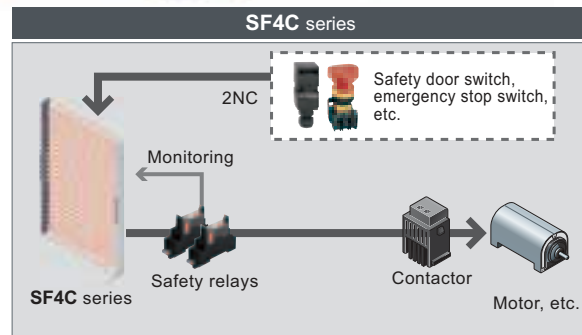 SF4C series
Safety door switch,
emergency stop switch,
etc.
2NC
Monitoring
Safety relays
SF4C series
Contactor
Motor, etc.